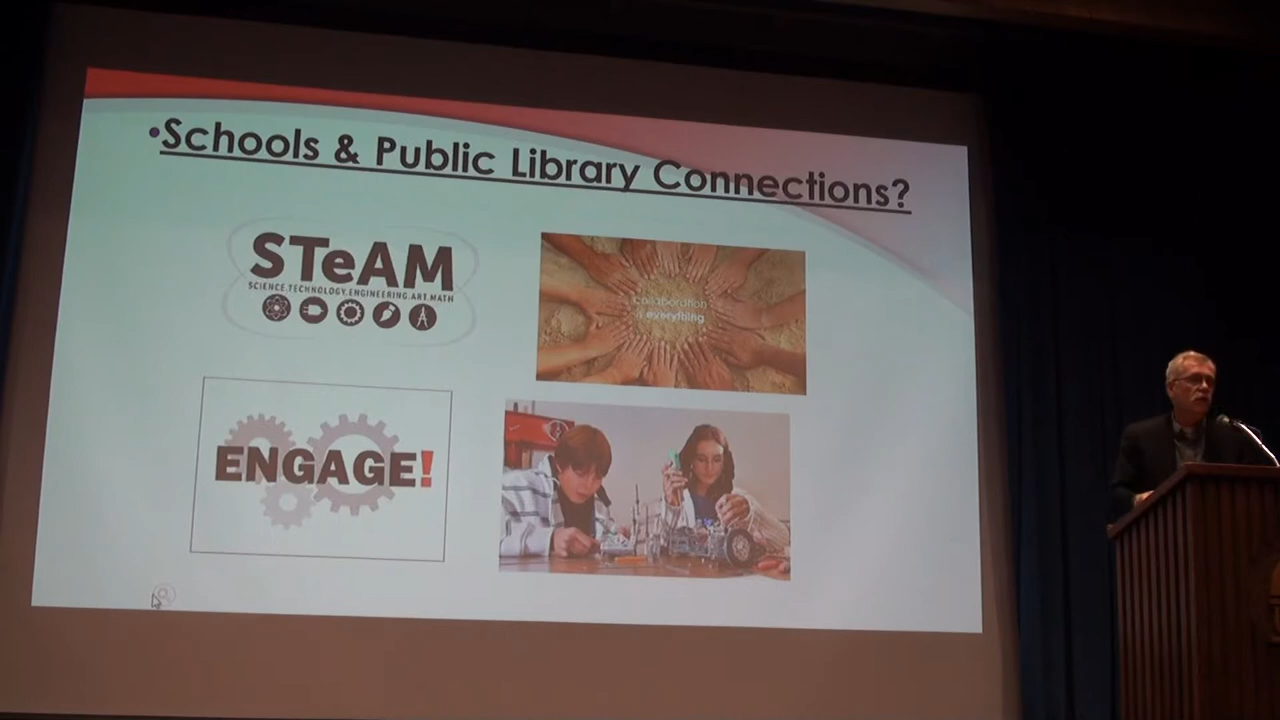 •Schools & Public Library Connections?
STeAM
SCIENCE.TECHNOLOGY.ENGINEERING.ART.MATH
collaboration
is everything
ENGAGE!